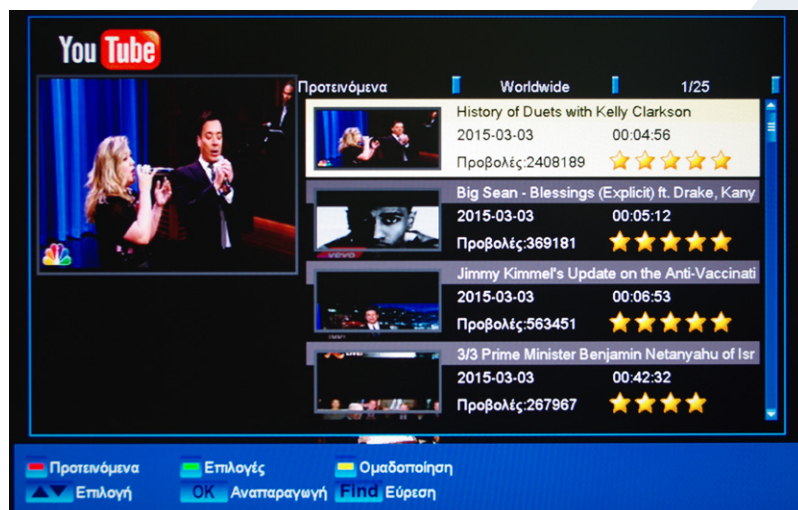 You Tube
Προτεινόμενα Worldwide 1/25
History of Duets with Kelly Clarkson
2015-03-03 00:04:56
Προβολές:2408189
Big Sean - Blessings (Explicit) ft. Drake, Kany
2015-03-03 00:05:12
Προβολές:369181
vevo
Jimmy Kimmel's Update on the Anti-Vaccinati
2015-03-03 00:06:53
Προβολές:563451
3/3 Prime Minister Benjamin Netanyahu of Isr
2015-03-03 00:42:32
Προβολές:267967
Προτεινόμενα Επιλογές Ομαδοποίηση
Επιλογή OK Αναπαραγωγή Find Εύρεση